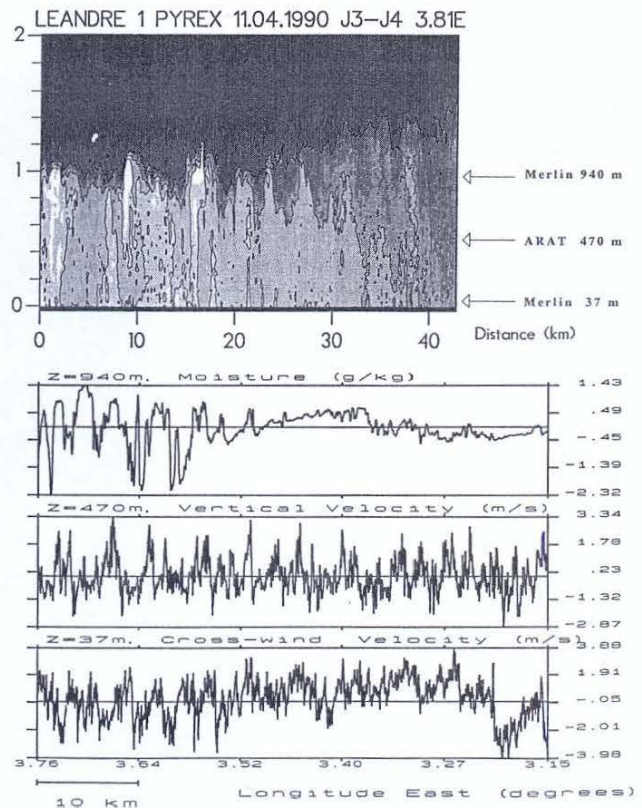 LEANDRE 1 PYREX 11.04.1990 J3-J4 3.81E
2
1
0
Merlin 940 m
ARAT 470 m
Merlin 37 m
0 10 20 30 40 Distance (km)
Z=940m. Moisture (g/kg)
1.43
.49
-.45
-1.39
-2.32
Z=470m. Vertical Velocity (m/s)
3.34
1.78
.23
-1.32
-2.87
Z=37m. Cross-wind Velocity (m/s)
3.88
1.91
-.05
-2.01
-3.98
3.76 3.64 3.52 3.40 3.27 3.15
10 km Longitude East (degrees)